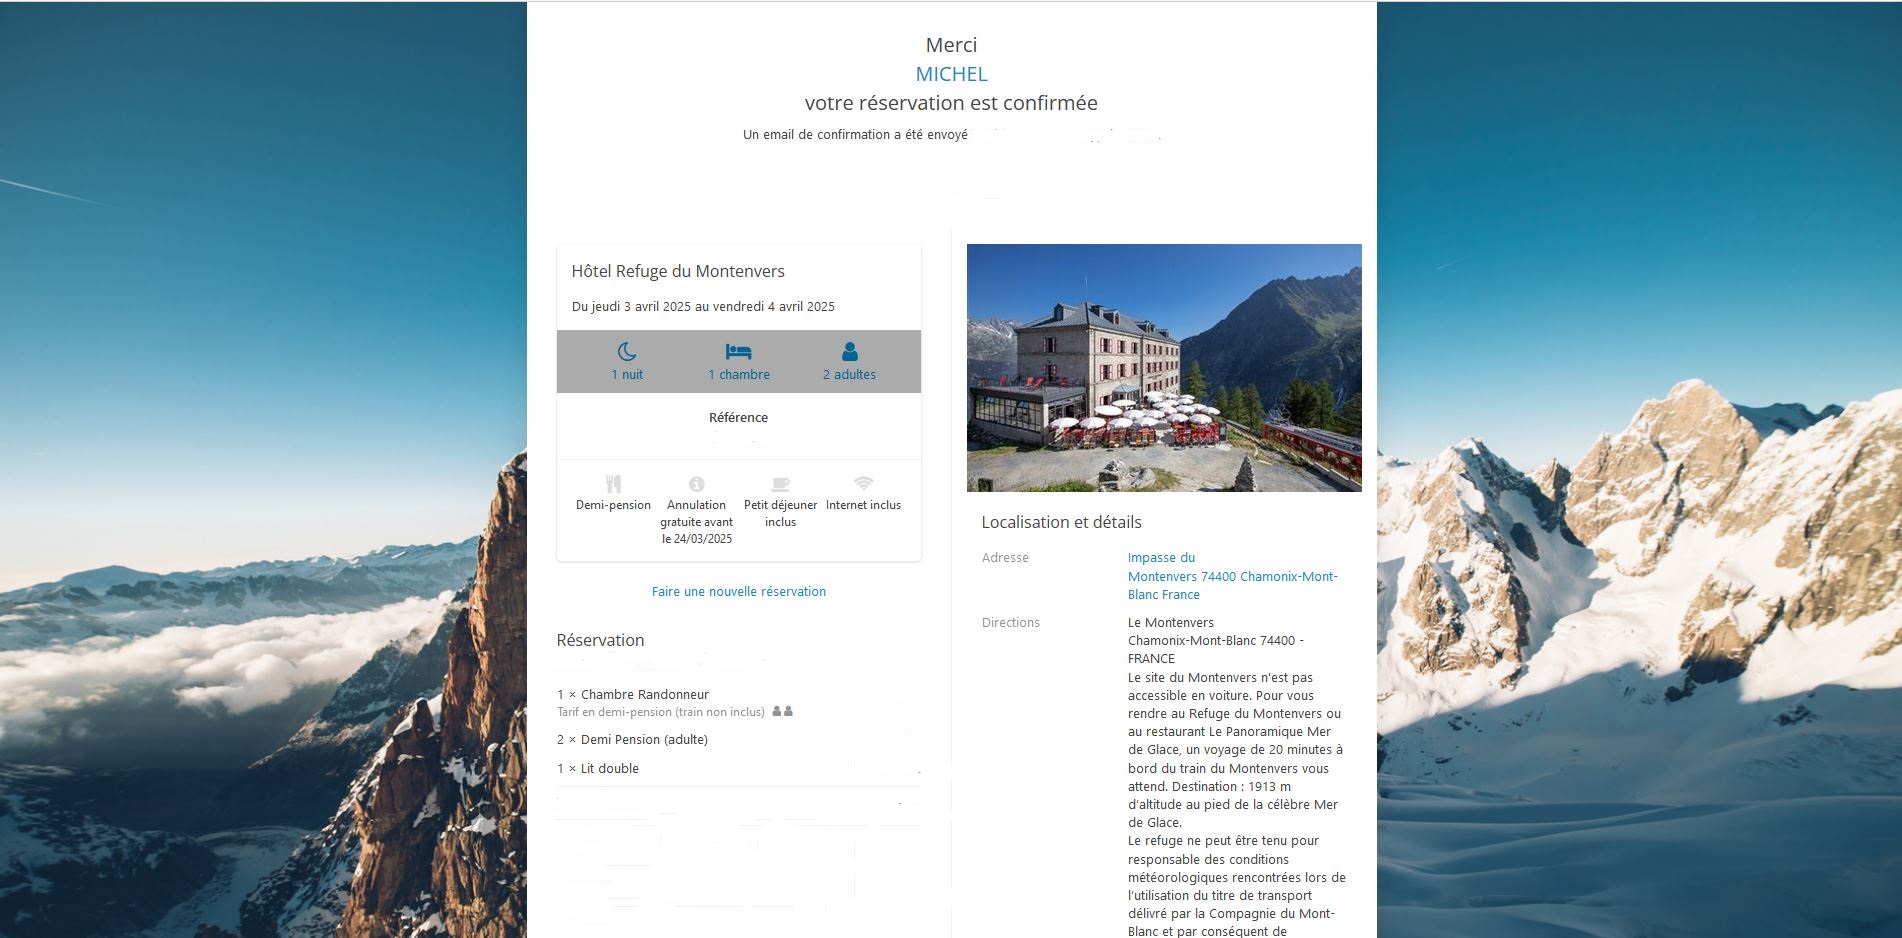 Merci
MICHEL
votre réservation est confirmée
Un email de confirmation a été envoyé
Hôtel Refuge du Montenvers
Du jeudi 3 avril 2025 au vendredi 4 avril 2025
1 nuit
1 chambre
2 adultes
Référence
Demi-pension
Annulation
gratuite avant
le 24/03/2025
Petit déjeuner
inclus
Internet inclus
Faire une nouvelle réservation
Réservation
1 × Chambre Randonneur
Tarif en demi-pension (train non inclus)
2 × Demi Pension (adulte)
1 × Lit double
Localisation et détails
Adresse
Impasse du
Montenvers 74400 Chamonix-Mont-
Blanc France
Directions
Le Montenvers
Chamonix-Mont-Blanc 74400 -
FRANCE
Le site du Montenvers n'est pas
accessible en voiture. Pour vous
rendre au Refuge du Montenvers ou
au restaurant Le Panoramique Mer
de Glace, un voyage de 20 minutes à
bord du train du Montenvers vous
attend. Destination : 1913 m
d'altitude au pied de la célèbre Mer
de Glace.
Le refuge ne peut être tenu pour
responsable des conditions
météorologiques rencontrées lors de
l'utilisation du titre de transport
délivré par la Compagnie du Mont-
Blanc et par conséquent de